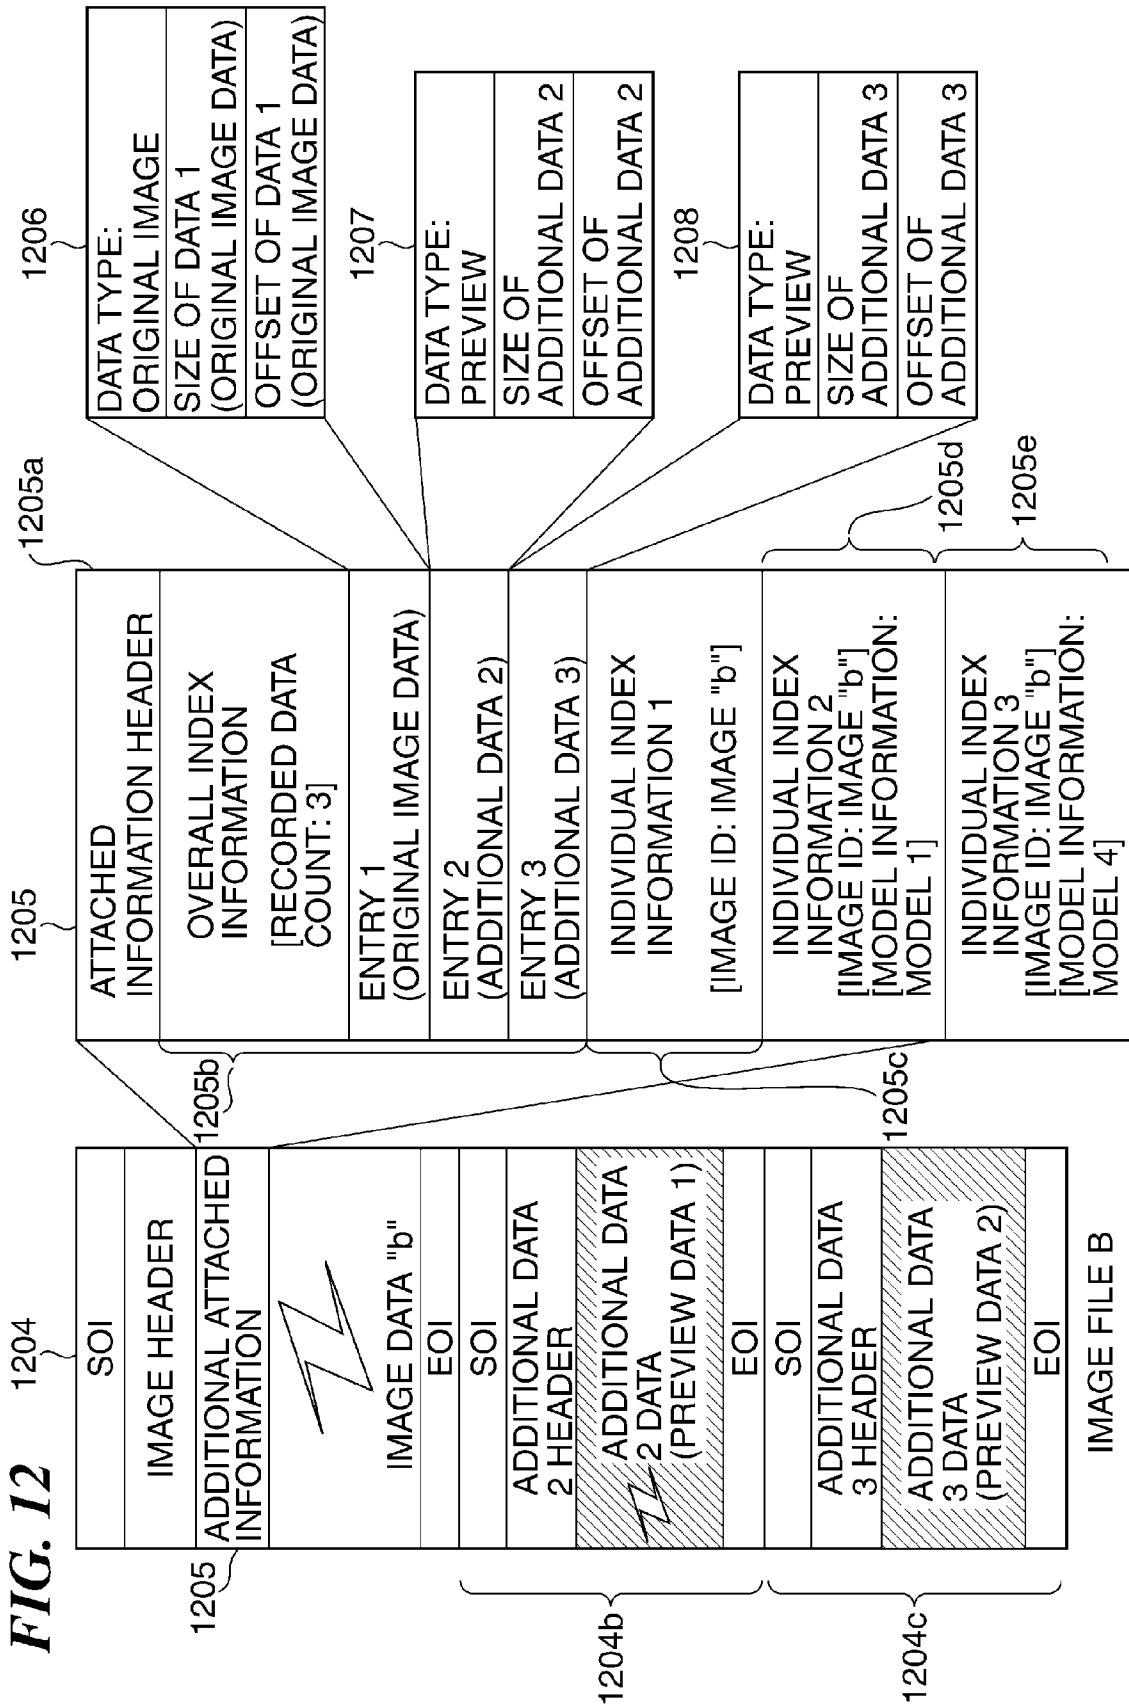 FIG. 12
1204
SOI
IMAGE HEADER
ADDITIONAL ATTACHED
INFORMATION
1205
IMAGE DATA "b"
EOI
SOI
ADDITIONAL DATA
2 HEADER
ADDITIONAL DATA
2 DATA
(PREVIEW DATA 1)
EOI
1204b
SOI
ADDITIONAL DATA
3 HEADER
ADDITIONAL DATA
3 DATA
(PREVIEW DATA 2)
EOI
1204c
IMAGE FILE B
1205
1205a
ATTACHED
INFORMATION HEADER
OVERALL INDEX
INFORMATION
[RECORDED DATA
COUNT: 3]
ENTRY 1
(ORIGINAL IMAGE DATA)
ENTRY 2
(ADDITIONAL DATA 2)
ENTRY 3
(ADDITIONAL DATA 3)
1205b
INDIVIDUAL INDEX
INFORMATION 1
[IMAGE ID: IMAGE "b"]
1205c
INDIVIDUAL INDEX
INFORMATION 2
[IMAGE ID: IMAGE "b"]
[MODEL INFORMATION:
MODEL 1]
1205d
INDIVIDUAL INDEX
INFORMATION 3
[IMAGE ID: IMAGE "b"]
[MODEL INFORMATION:
MODEL 4]
1205e
1206
DATA TYPE:
ORIGINAL IMAGE
SIZE OF DATA 1
(ORIGINAL IMAGE DATA)
OFFSET OF DATA 1
(ORIGINAL IMAGE DATA)
1207
DATA TYPE:
PREVIEW
SIZE OF
ADDITIONAL DATA 2
OFFSET OF
ADDITIONAL DATA 2
1208
DATA TYPE:
PREVIEW
SIZE OF
ADDITIONAL DATA 3
OFFSET OF
ADDITIONAL DATA 3